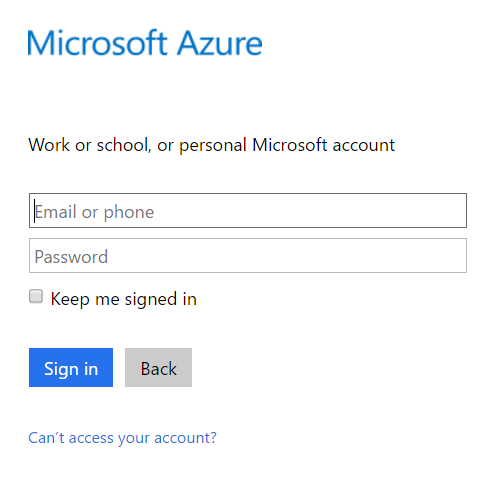 Microsoft Azure
Work or school, or personal Microsoft account
Email or phone
Password
Keep me signed in
Sign in Back
Can't access your account?